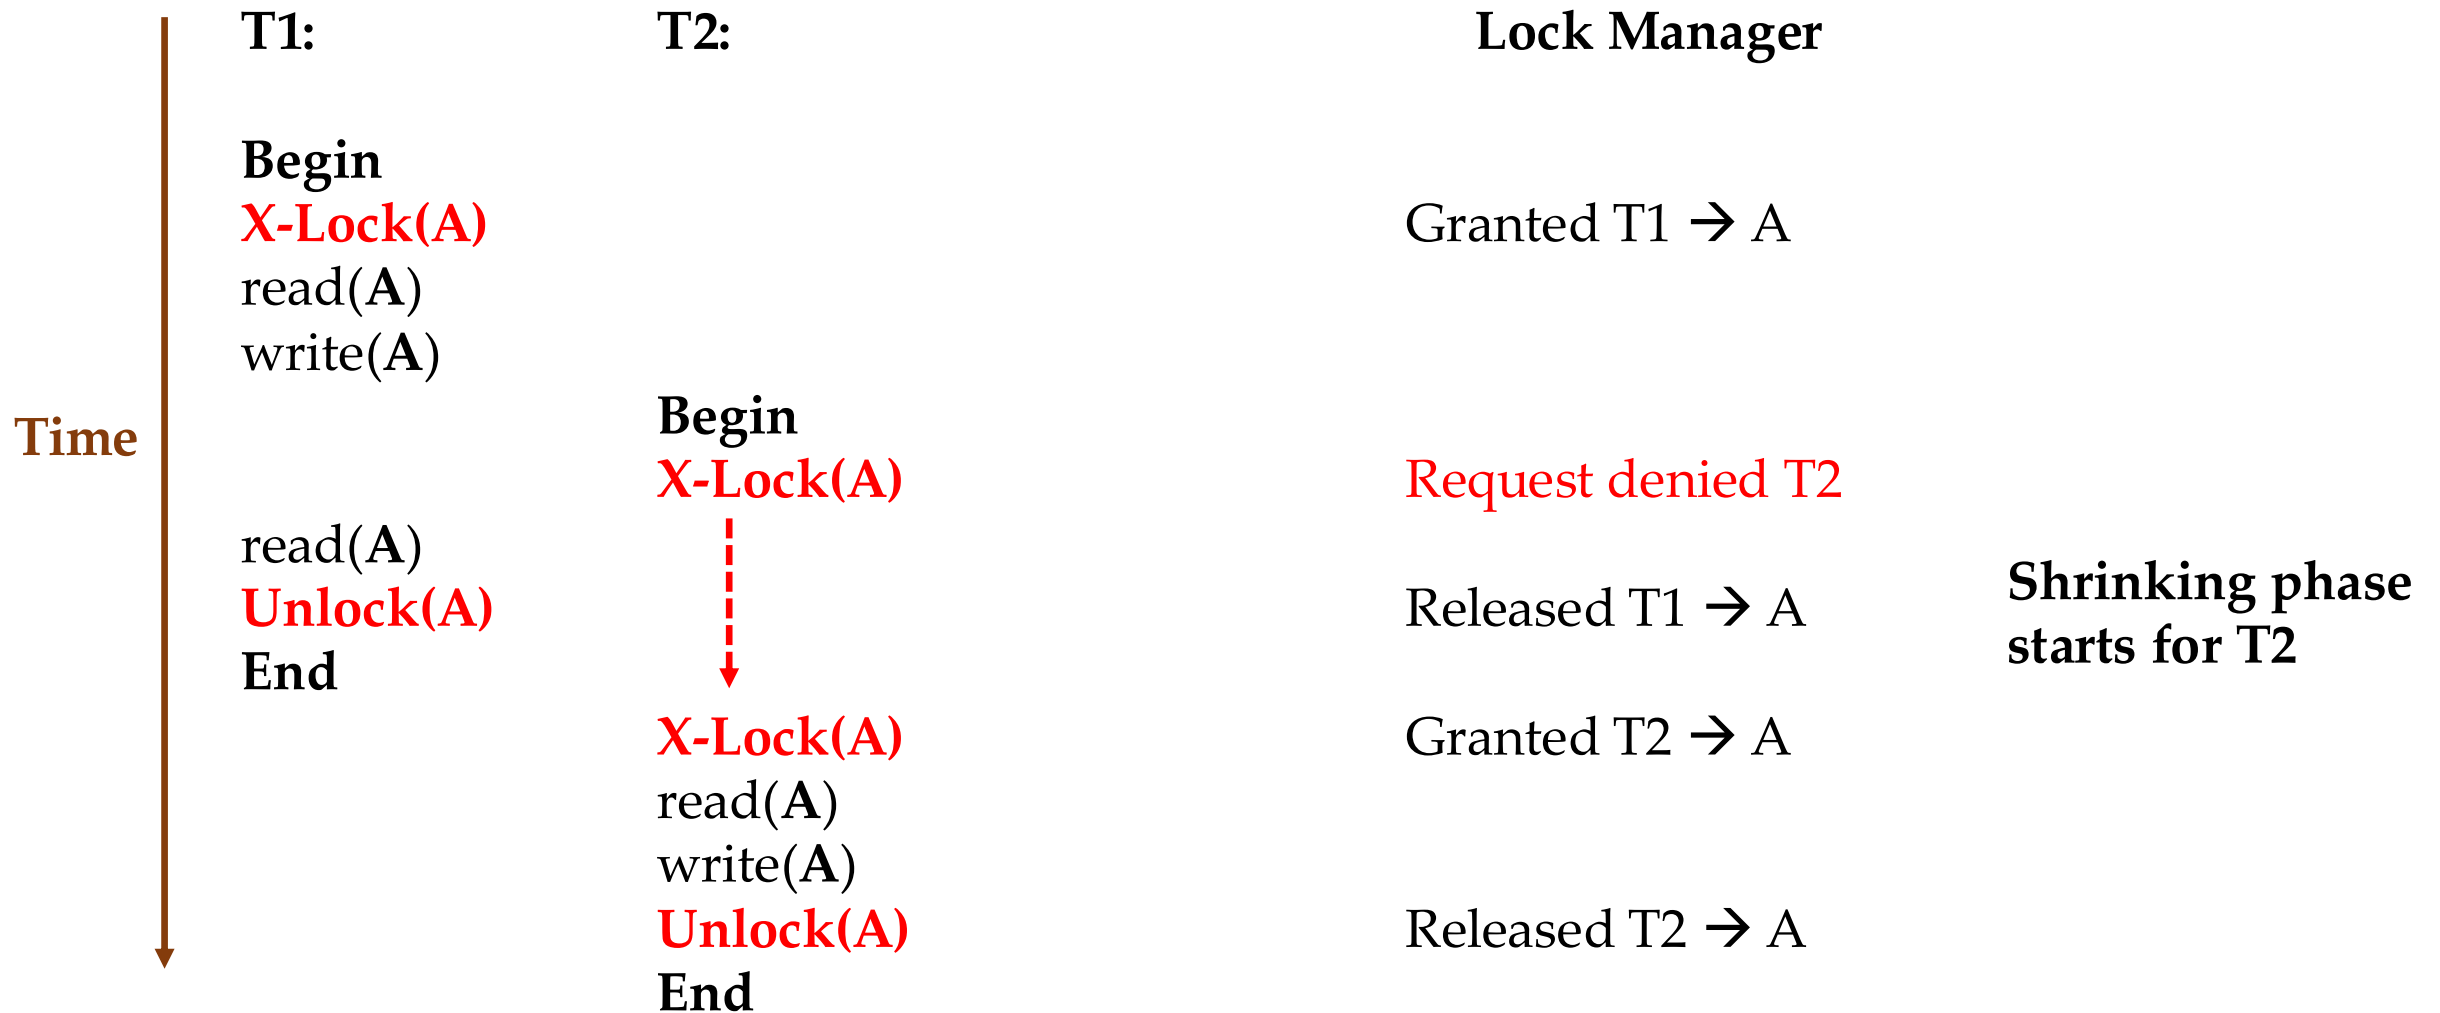 T1: T2: Lock Manager
Begin
X-Lock(A) Granted T1 → A
read(A)
write(A)
Begin
Time
X-Lock(A) Request denied T2
read(A)
Shrinking phase
Unlock(A) Released T1 → A
starts for T2
End
X-Lock(A) Granted T2 → A
read(A)
write(A)
Unlock(A) Released T2 → A
End